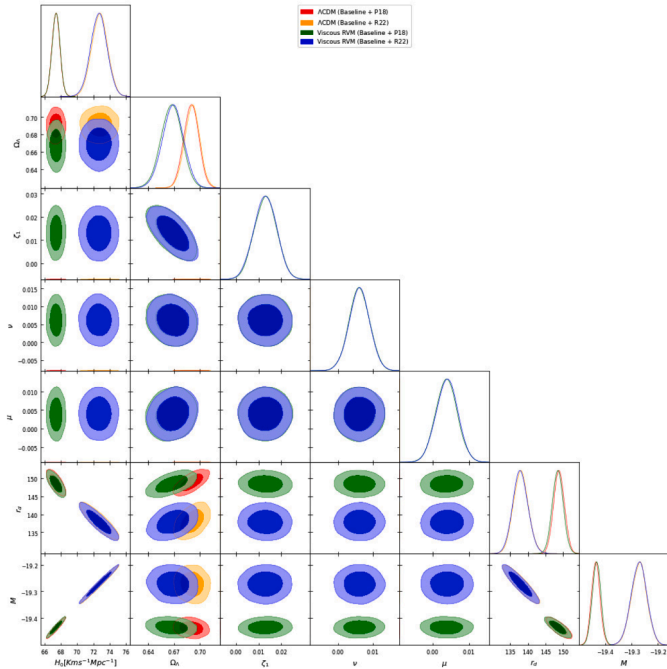 ΛCDM (Baseline + P18)
ΛCDM (Baseline + R22)
Viscous RVM (Baseline + P18)
Viscous RVM (Baseline + R22)
Ω_Λ
0.70
0.68
0.66
0.64
ζ₁
0.03
0.02
0.01
0.00
ν
0.015
0.010
0.005
0.000
−0.005
μ
0.010
0.005
0.000
−0.005
r_d
150
145
140
135
M
−19.2
−19.3
−19.4
66 68 70 72 74 76
0.64 0.67 0.70
0.00 0.01 0.02
0.00 0.01
0.00 0.01
135 140 145 150
−19.4 −19.3 −19.2
H₀[Kms⁻¹Mpc⁻¹]
Ω_Λ
ζ₁
ν
μ
r_d
M